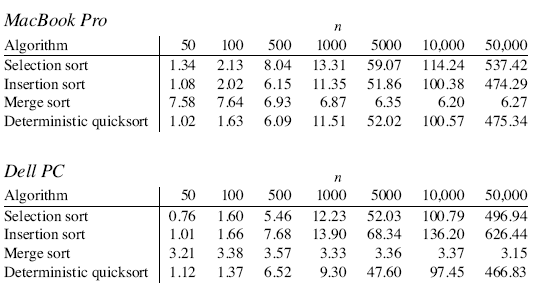 MacBook Pro
n
Algorithm 50 100 500 1000 5000 10,000 50,000
Selection sort 1.34 2.13 8.04 13.31 59.07 114.24 537.42
Insertion sort 1.08 2.02 6.15 11.35 51.86 100.38 474.29
Merge sort 7.58 7.64 6.93 6.87 6.35 6.20 6.27
Deterministic quicksort 1.02 1.63 6.09 11.51 52.02 100.57 475.34
Dell PC
n
Algorithm 50 100 500 1000 5000 10,000 50,000
Selection sort 0.76 1.60 5.46 12.23 52.03 100.79 496.94
Insertion sort 1.01 1.66 7.68 13.90 68.34 136.20 626.44
Merge sort 3.21 3.38 3.57 3.33 3.36 3.37 3.15
Deterministic quicksort 1.12 1.37 6.52 9.30 47.60 97.45 466.83